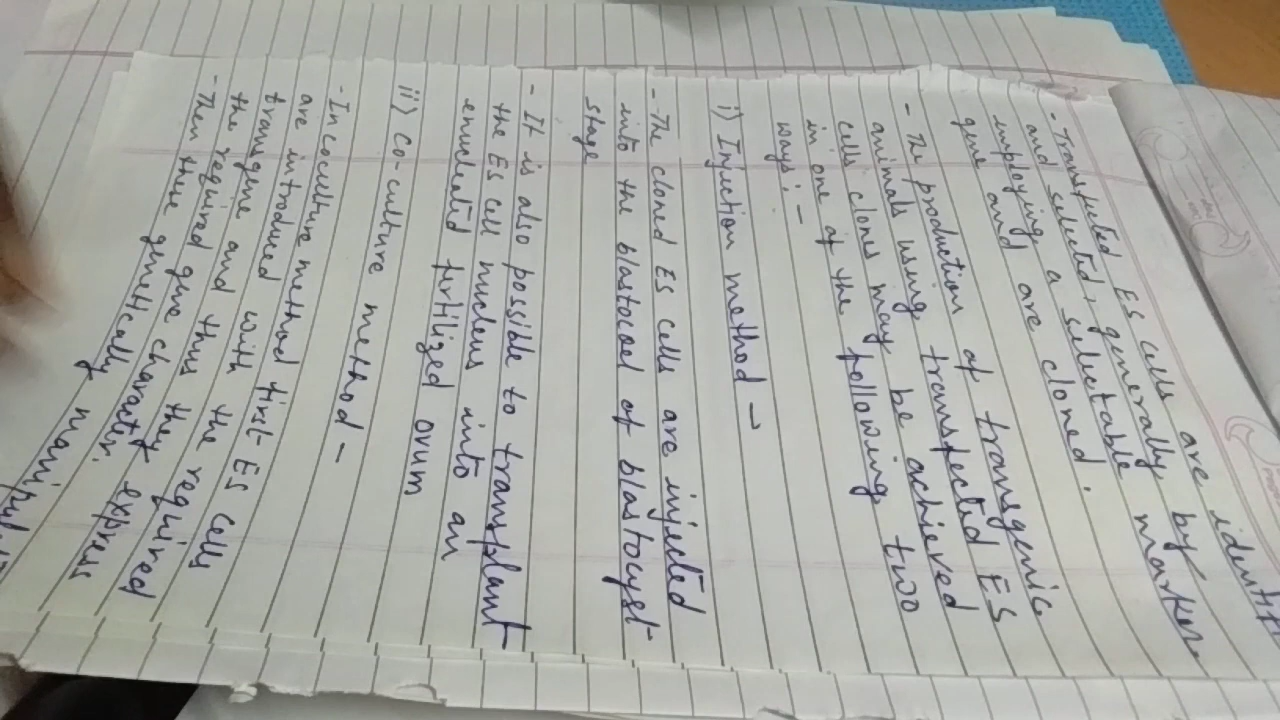 - Transfected ES cells are identifi
and selected, generally by
employing a selectable marker
gene and are cloned.
- The production of transgenic
animals using transfected ES
cells clones may be achieved
in one of the following two
ways:-
i) Injection method →
- The cloned ES cells are injected
into the blastocoel of blastocyst
stage
- It is also possible to transplant
the ES cell nucleus into an
enucleated fertilized ovum
ii) Co-culture method -
- In coculture method first ES cells
are introduced with the required
transgene and thus they express
the required gene character.
- Then these genetically manipul